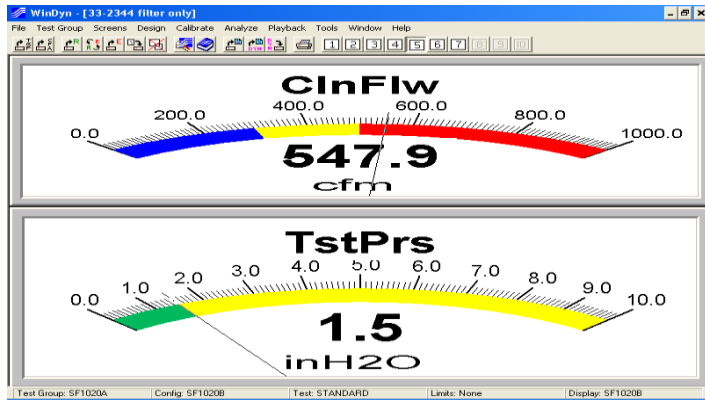 WinDyn - [33-2344 filter only]
File Test Group Screens Design Calibrate Analyze Playback Tools Window Help
1 2 3 4 5 6 7 8 9 10
ClnFlw
0.0 200.0 400.0 600.0 800.0 1000.0
547.9
cfm
TstPrs
0.0 1.0 2.0 3.0 4.0 5.0 6.0 7.0 8.0 9.0 10.0
1.5
inH2O
Test Group: SF1020A Config: SF1020B Test: STANDARD Limits: None Display: SF1020B